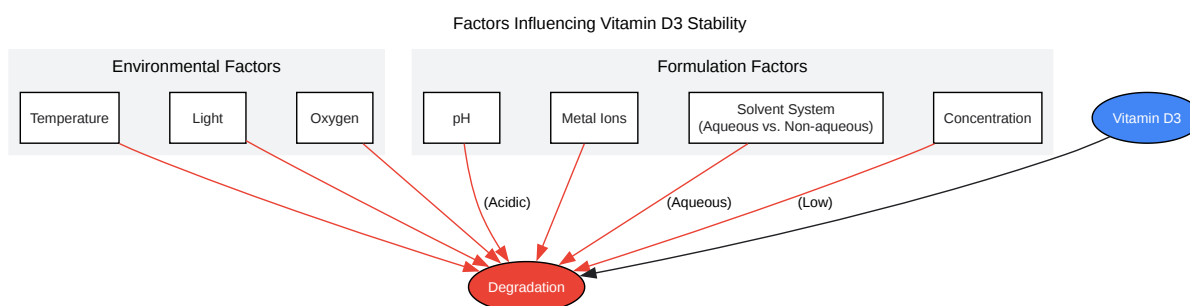 Factors Influencing Vitamin D3 Stability
Environmental Factors
Formulation Factors
Temperature
Light
Oxygen
pH
Metal Ions
Solvent System
(Aqueous vs. Non-aqueous)
Concentration
Vitamin D3
(Acidic)
(Aqueous)
(Low)
Degradation